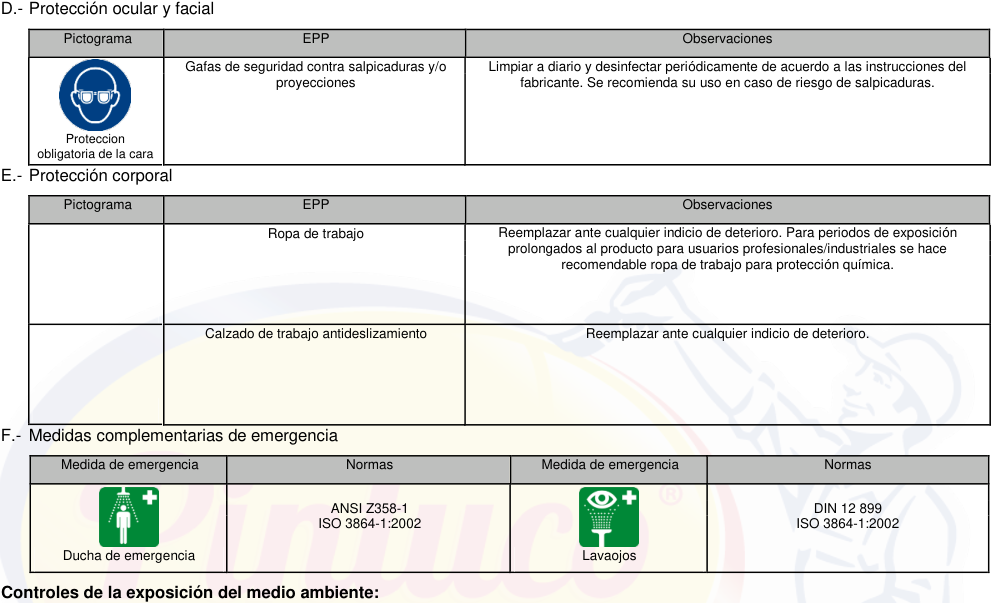 D.- Protección ocular y facial
Pictograma EPP Observaciones
Gafas de seguridad contra salpicaduras y/o
proyecciones
Limpiar a diario y desinfectar periódicamente de acuerdo a las instrucciones del
fabricante. Se recomienda su uso en caso de riesgo de salpicaduras.
Proteccion
obligatoria de la cara
E.- Protección corporal
Pictograma EPP Observaciones
Ropa de trabajo
Reemplazar ante cualquier indicio de deterioro. Para periodos de exposición
prolongados al producto para usuarios profesionales/industriales se hace
recomendable ropa de trabajo para protección química.
Calzado de trabajo antideslizamiento
Reemplazar ante cualquier indicio de deterioro.
F.- Medidas complementarias de emergencia
Medida de emergencia Normas Medida de emergencia Normas
Ducha de emergencia
ANSI Z358-1
ISO 3864-1:2002
Lavaojos
DIN 12 899
ISO 3864-1:2002
Pintuco ®
Controles de la exposición del medio ambiente: